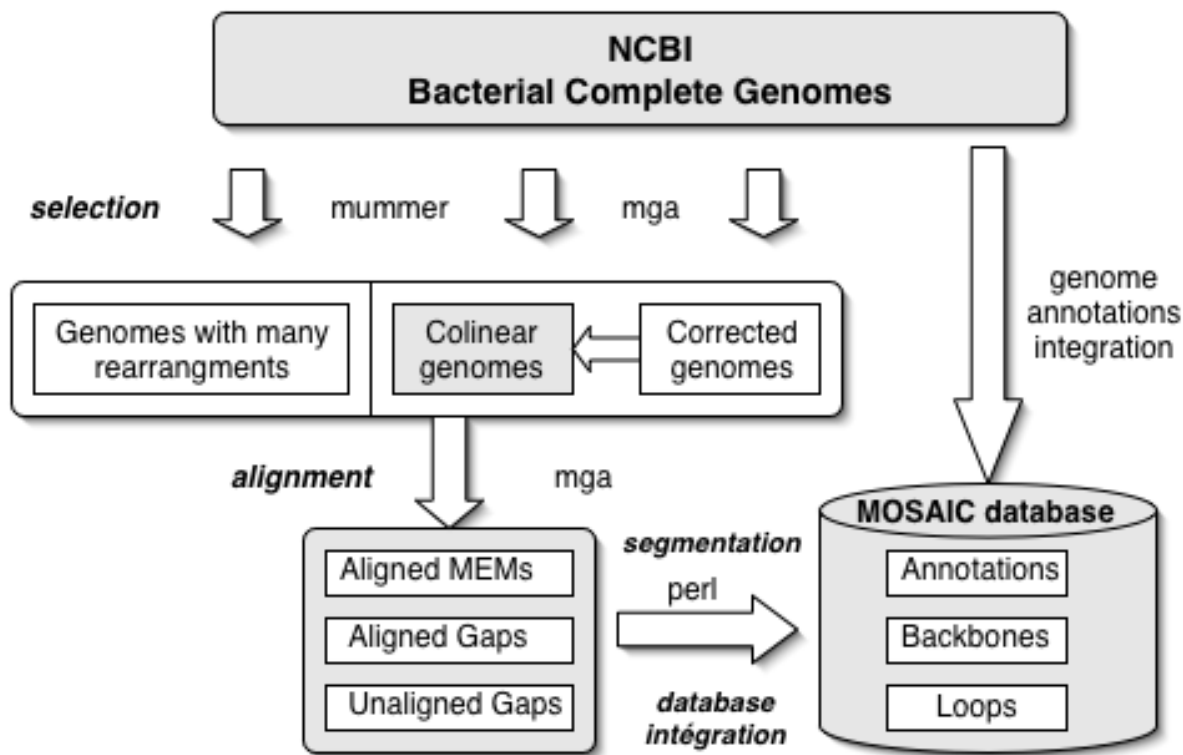 NCBI
Bacterial Complete Genomes
selection
mummer
mga
Genomes with many
rearrangments
Colinear
genomes
Corrected
genomes
genome
annotations
integration
alignment
mga
Aligned MEMs
Aligned Gaps
Unaligned Gaps
segmentation
perl
database
intégration
MOSAIC database
Annotations
Backbones
Loops